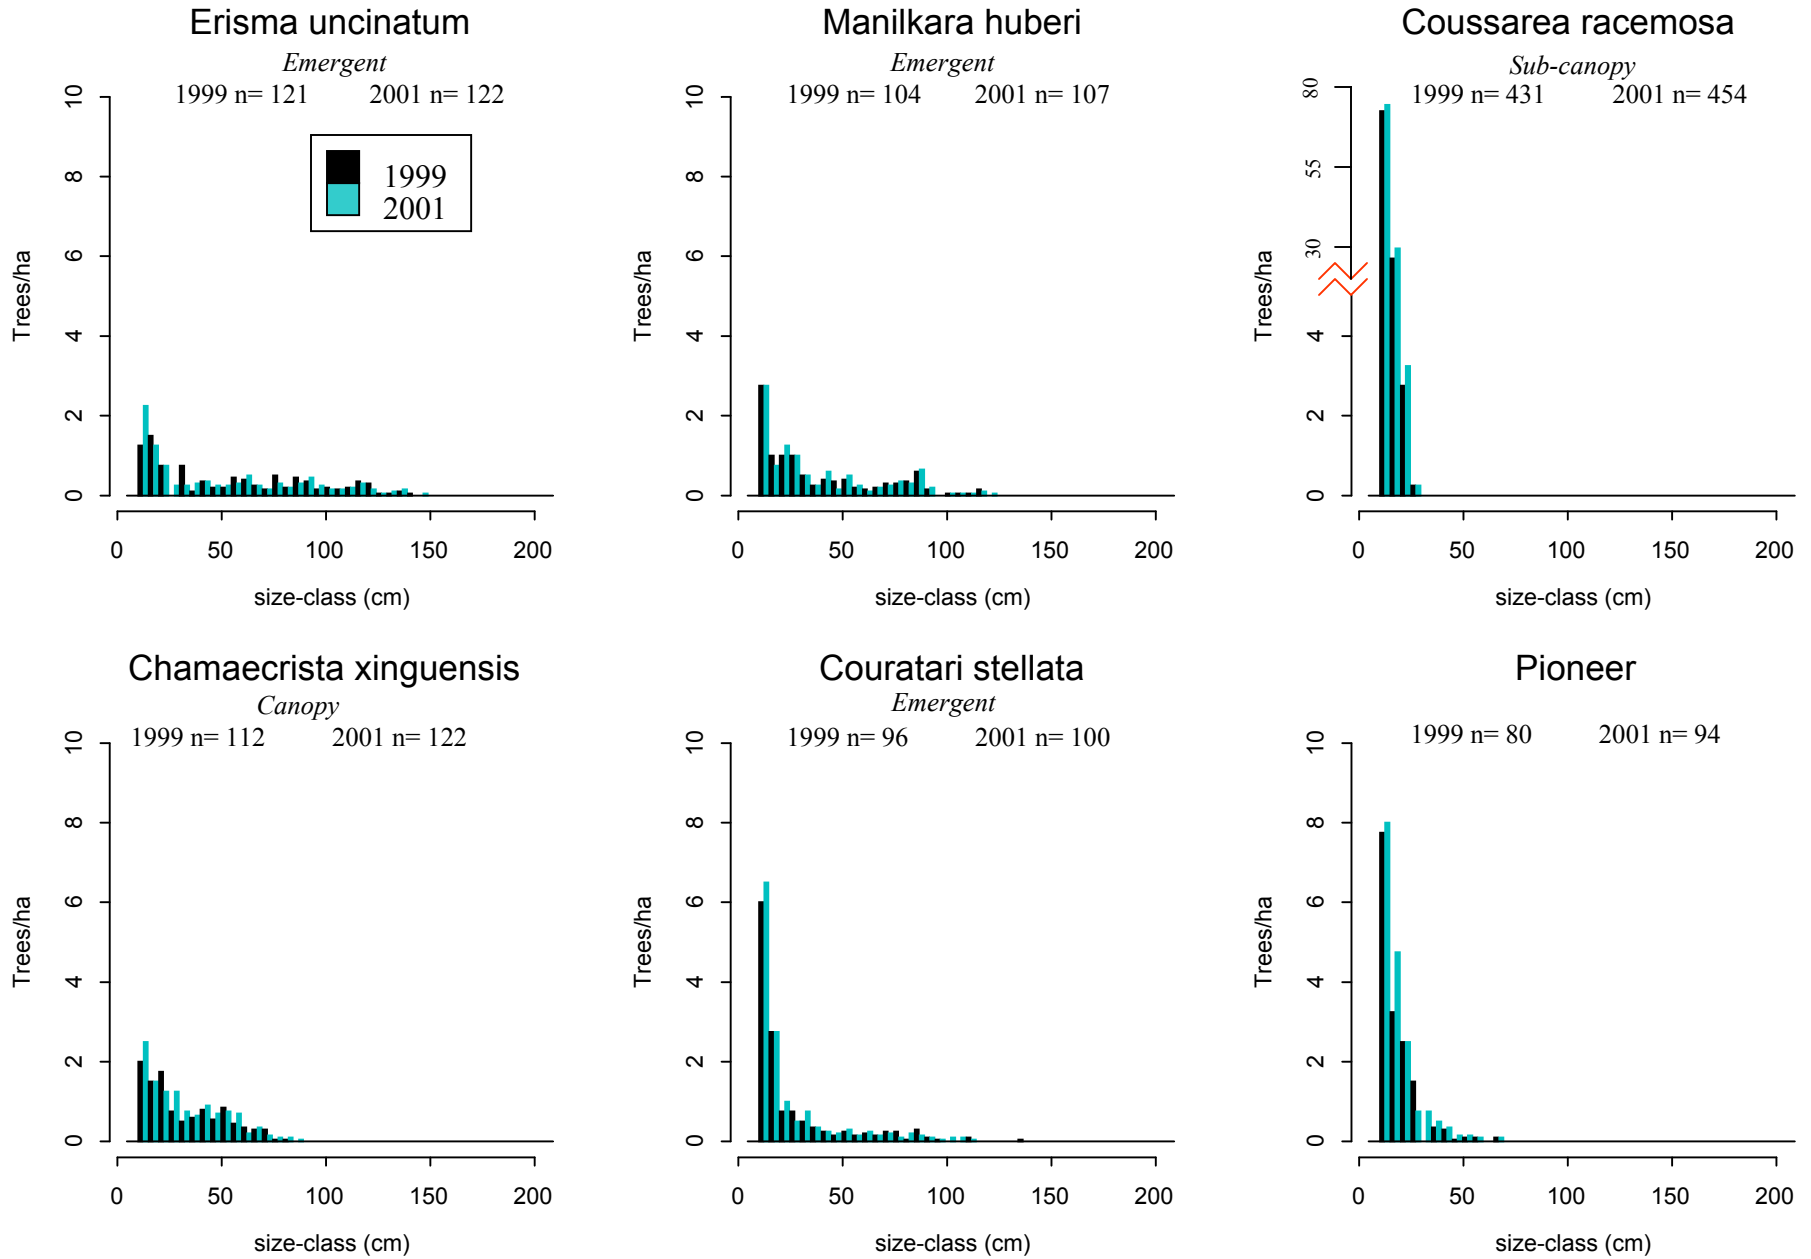 Erisma uncinatum
Emergent
1999 n= 121 2001 n= 122
1999
2001
Trees/ha
0 2 4 6 8 10
0 50 100 150 200
size-class (cm)
Manilkara huberi
Emergent
1999 n= 104 2001 n= 107
Trees/ha
0 2 4 6 8 10
0 50 100 150 200
size-class (cm)
Coussarea racemosa
Sub-canopy
1999 n= 431 2001 n= 454
Trees/ha
0 2 4 30 55 80
0 50 100 150 200
size-class (cm)
Chamaecrista xinguensis
Canopy
1999 n= 112 2001 n= 122
Trees/ha
0 2 4 6 8 10
0 50 100 150 200
size-class (cm)
Couratari stellata
Emergent
1999 n= 96 2001 n= 100
Trees/ha
0 2 4 6 8 10
0 50 100 150 200
size-class (cm)
Pioneer
1999 n= 80 2001 n= 94
Trees/ha
0 2 4 6 8 10
0 50 100 150 200
size-class (cm)